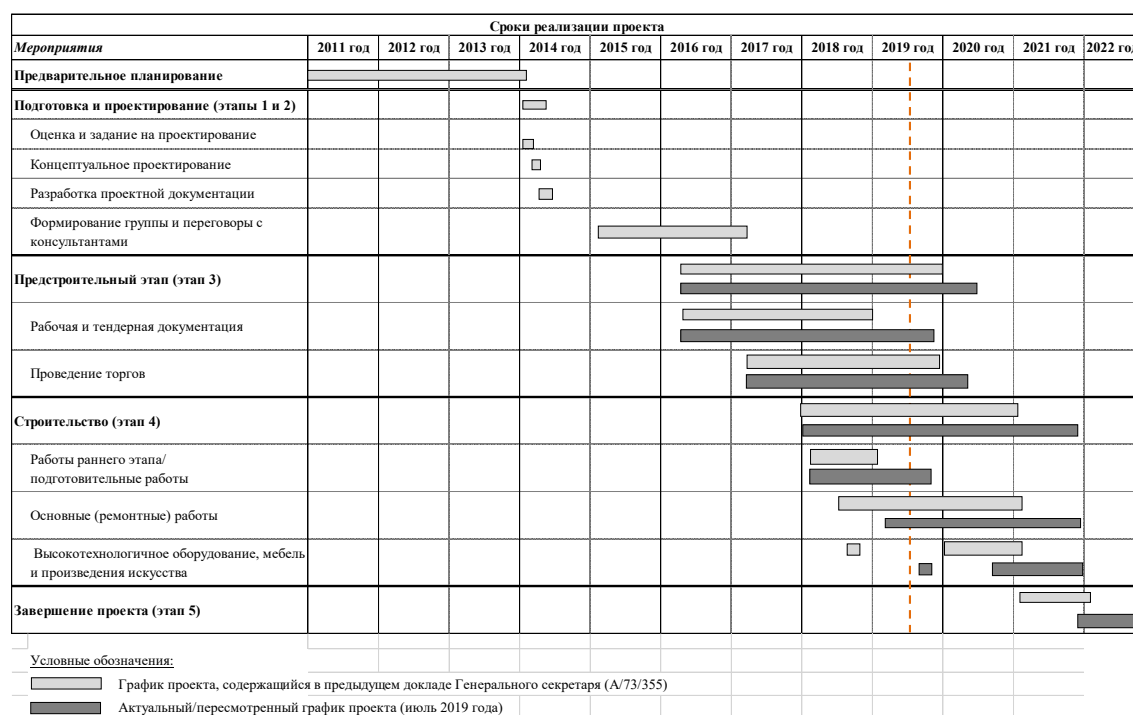 Сроки реализации проекта
Мероприятия 2011 год 2012 год 2013 год 2014 год 2015 год 2016 год 2017 год 2018 год 2019 год 2020 год 2021 год 2022 год
Предварительное планирование
Подготовка и проектирование (этапы 1 и 2)
Оценка и задание на проектирование
Концептуальное проектирование
Разработка проектной документации
Формирование группы и переговоры с
консультантами
Предстроительный этап (этап 3)
Рабочая и тендерная документация
Проведение торгов
Строительство (этап 4)
Работы раннего этапа/
подготовительные работы
Основные (ремонтные) работы
Высокотехнологичное оборудование, мебель
и произведения искусства
Завершение проекта (этап 5)
Условные обозначения:
График проекта, содержащийся в предыдущем докладе Генерального секретаря (A/73/355)
Актуальный/пересмотренный график проекта (июль 2019 года)